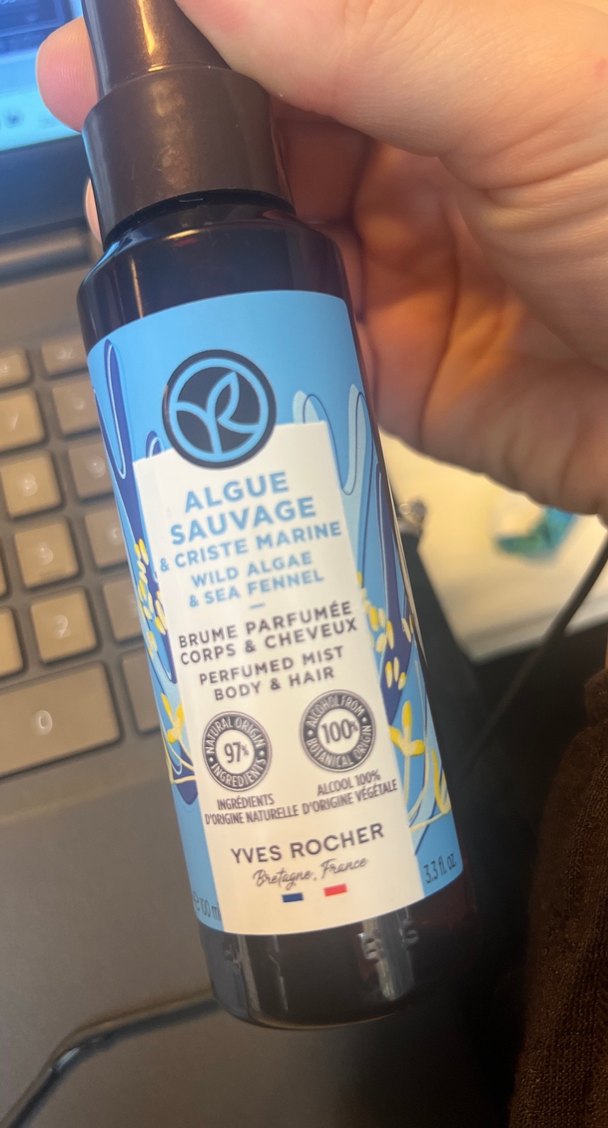 ALGUE
SAUVAGE
& CRISTE MARINE
WILD ALGAE
& SEA FENNEL
BRUME PARFUMÉE
CORPS & CHEVEUX
PERFUMED MIST
BODY & HAIR
NATURAL ORIGIN
97%
INGREDIENTS
ALCOHOL FROM
100%
BOTANICAL ORIGIN
INGRÉDIENTS
D'ORIGINE NATURELLE
ALCOOL 100%
D'ORIGINE VÉGÉTALE
YVES ROCHER
Bretagne, France
℮ 100 ml
3.3 fl oz